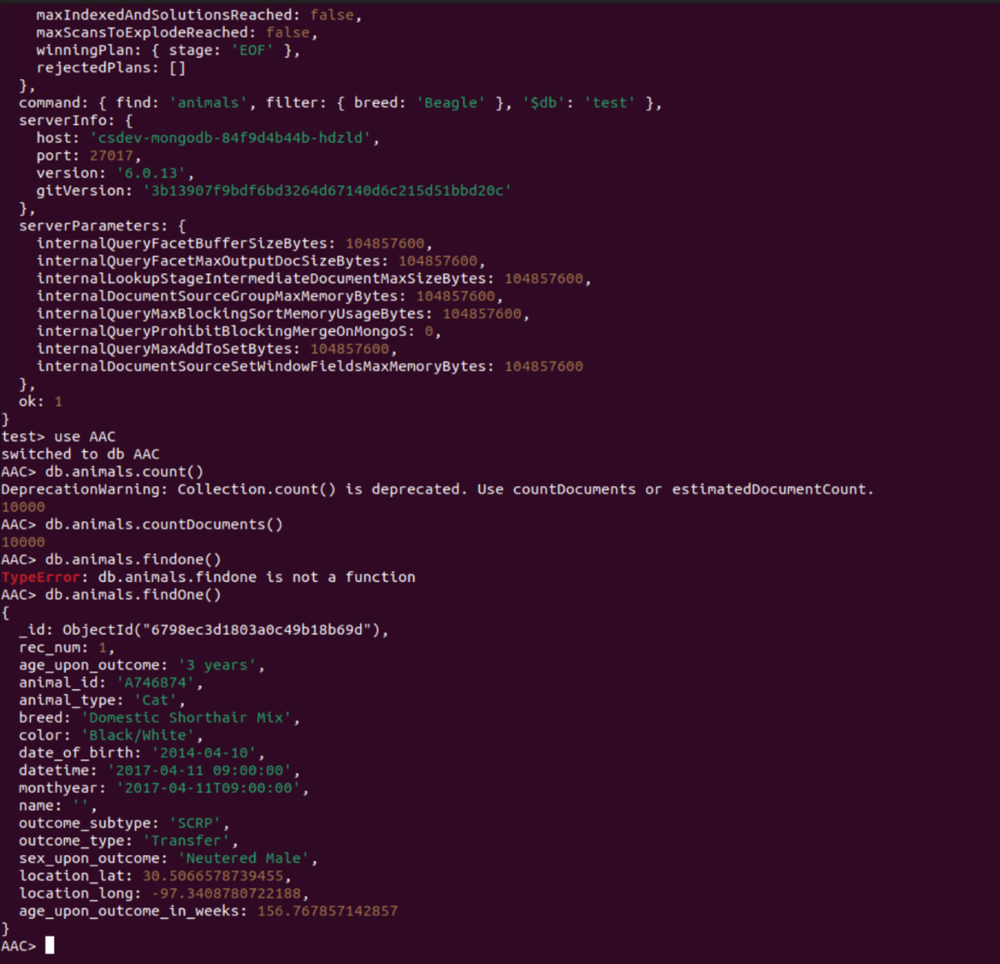 maxIndexedAndSolutionsReached: false,
maxScansToExplodeReached: false,
winningPlan: { stage: 'EOF' },
rejectedPlans: []
},
command: { find: 'animals', filter: { breed: 'Beagle' }, '$db': 'test' },
serverInfo: {
host: 'csdev-mongodb-84f9d4b44b-hdzld',
port: 27017,
version: '6.0.13',
gitVersion: '3b13907f9bdf6bd3264d67140d6c215d51bbd20c'
},
serverParameters: {
internalQueryFacetBufferSizeBytes: 104857600,
internalQueryFacetMaxOutputDocSizeBytes: 104857600,
internalLookupStageIntermediateDocumentMaxSizeBytes: 104857600,
internalDocumentSourceGroupMaxMemoryBytes: 104857600,
internalQueryMaxBlockingSortMemoryUsageBytes: 104857600,
internalQueryProhibitBlockingMergeOnMongoS: 0,
internalQueryMaxAddToSetBytes: 104857600,
internalDocumentSourceSetWindowFieldsMaxMemoryBytes: 104857600
},
ok: 1
}
test> use AAC
switched to db AAC
AAC> db.animals.count()
DeprecationWarning: Collection.count() is deprecated. Use countDocuments or estimatedDocumentCount.
10000
AAC> db.animals.countDocuments()
10000
AAC> db.animals.findone()
TypeError: db.animals.findone is not a function
AAC> db.animals.findOne()
{
_id: ObjectId("6798ec3d1803a0c49b18b69d"),
rec_num: 1,
age_upon_outcome: '3 years',
animal_id: 'A746874',
animal_type: 'Cat',
breed: 'Domestic Shorthair Mix',
color: 'Black/White',
date_of_birth: '2014-04-10',
datetime: '2017-04-11 09:00:00',
monthyear: '2017-04-11T09:00:00',
name: '',
outcome_subtype: 'SCRP',
outcome_type: 'Transfer',
sex_upon_outcome: 'Neutered Male',
location_lat: 30.5066578739455,
location_long: -97.3408780722188,
age_upon_outcome_in_weeks: 156.767857142857
}
AAC>